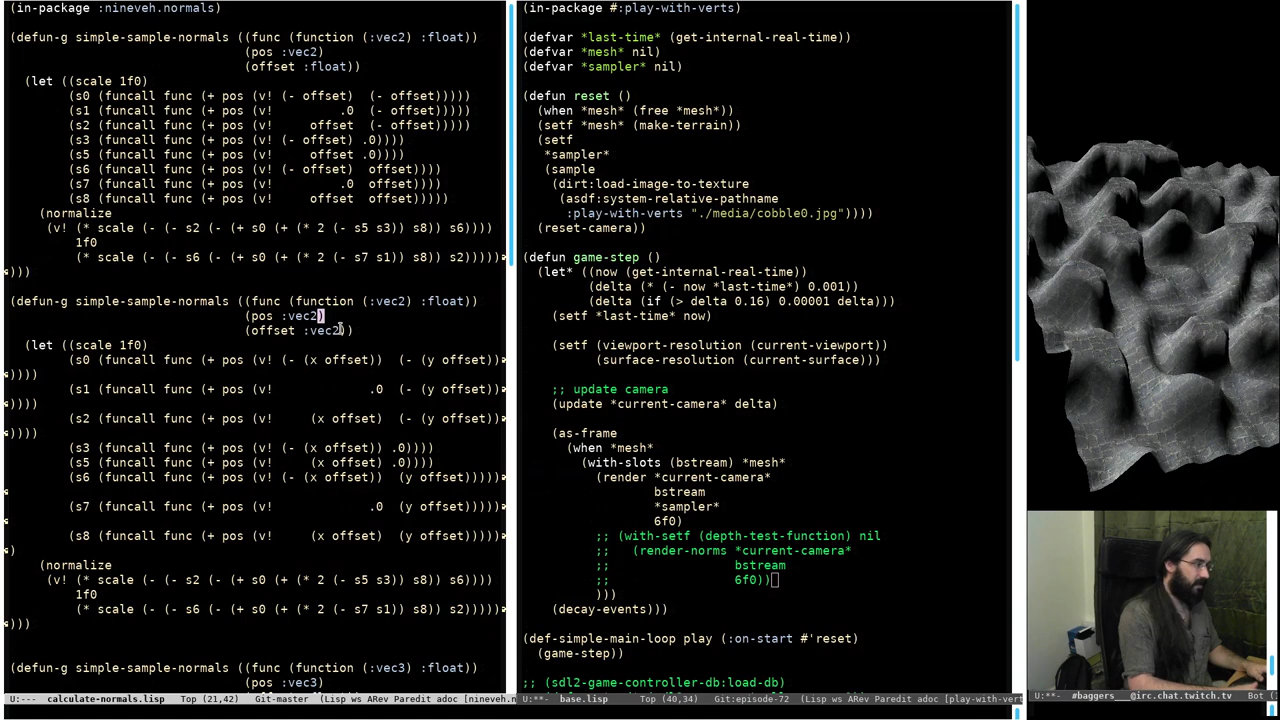 (in-package :nineveh.normals)
(defun-g simple-sample-normals ((func (function (:vec2) :float))
(pos :vec2)
(offset :float))
(let ((scale 1f0)
(s0 (funcall func (+ pos (v! (- offset)  (- offset)))))
(s1 (funcall func (+ pos (v!         .0  (- offset)))))
(s2 (funcall func (+ pos (v!     offset  (- offset)))))
(s3 (funcall func (+ pos (v! (- offset) .0))))
(s5 (funcall func (+ pos (v!     offset .0))))
(s6 (funcall func (+ pos (v! (- offset)  offset))))
(s7 (funcall func (+ pos (v!         .0  offset))))
(s8 (funcall func (+ pos (v!     offset  offset)))))
(normalize
(v! (* scale (- (- s2 (- (+ s0 (+ (* 2 (- s5 s3)) s8)) s6))))
1f0
(* scale (- (- s6 (- (+ s0 (+ (* 2 (- s7 s1)) s8)) s2)))))
)))
(defun-g simple-sample-normals ((func (function (:vec2) :float))
(pos :vec2)
(offset :vec2))
(let ((scale 1f0)
(s0 (funcall func (+ pos (v! (- (x offset))  (- (y offset))
))))
(s1 (funcall func (+ pos (v!             .0  (- (y offset))
))))
(s2 (funcall func (+ pos (v!     (x offset)  (- (y offset))
))))
(s3 (funcall func (+ pos (v! (- (x offset)) .0))))
(s5 (funcall func (+ pos (v!     (x offset) .0))))
(s6 (funcall func (+ pos (v! (- (x offset))  (y offset)))))
(s7 (funcall func (+ pos (v!             .0  (y offset)))))
(s8 (funcall func (+ pos (v!     (x offset)  (y offset)))))
)
(normalize
(v! (* scale (- (- s2 (- (+ s0 (+ (* 2 (- s5 s3)) s8)) s6))))
1f0
(* scale (- (- s6 (- (+ s0 (+ (* 2 (- s7 s1)) s8)) s2)))))
)))
(defun-g simple-sample-normals ((func (function (:vec3) :float))
(pos :vec3)
U:---  calculate-normals.lisp   Top (21,42)   Git-master  (Lisp ws ARev Paredit adoc [nineveh.n
(in-package #:play-with-verts)
(defvar *last-time* (get-internal-real-time))
(defvar *mesh* nil)
(defvar *sampler* nil)
(defun reset ()
(when *mesh* (free *mesh*))
(setf *mesh* (make-terrain))
(setf
*sampler*
(sample
(dirt:load-image-to-texture
(asdf:system-relative-pathname
:play-with-verts "./media/cobble0.jpg"))))
(reset-camera))
(defun game-step ()
(let* ((now (get-internal-real-time))
(delta (* (- now *last-time*) 0.001))
(delta (if (> delta 0.16) 0.00001 delta)))
(setf *last-time* now)
(setf (viewport-resolution (current-viewport))
(surface-resolution (current-surface)))
;; update camera
(update *current-camera* delta)
(as-frame
(when *mesh*
(with-slots (bstream) *mesh*
(render *current-camera*
bstream
*sampler*
6f0)
;; (with-setf (depth-test-function) nil
;;   (render-norms *current-camera*
;;                 bstream
;;                 6f0))
)))
(decay-events)))
(def-simple-main-loop play (:on-start #'reset)
(game-step))
;; (sdl2-game-controller-db:load-db)
U:**-  base.lisp      Top (40,34)   Git:episode-72  (Lisp ws ARev Paredit adoc [play-with-vert
U:**-  #baggers___@irc.chat.twitch.tv   Bot (